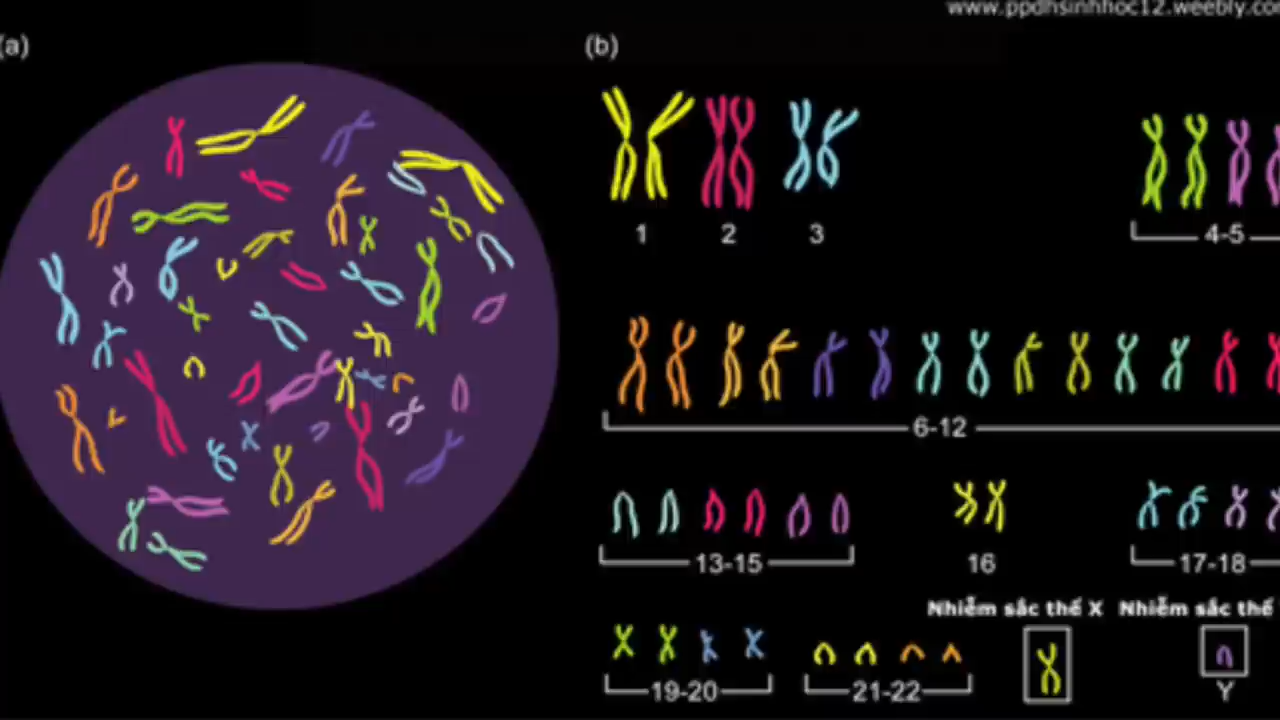 www.ppdhsinhhoc12.weebly.co
(a)
(b)
1
2
3
4-5
6-12
13-15
16
17-18
Nhiễm sắc thể X
Nhiễm sắc thể
19-20
21-22
Y